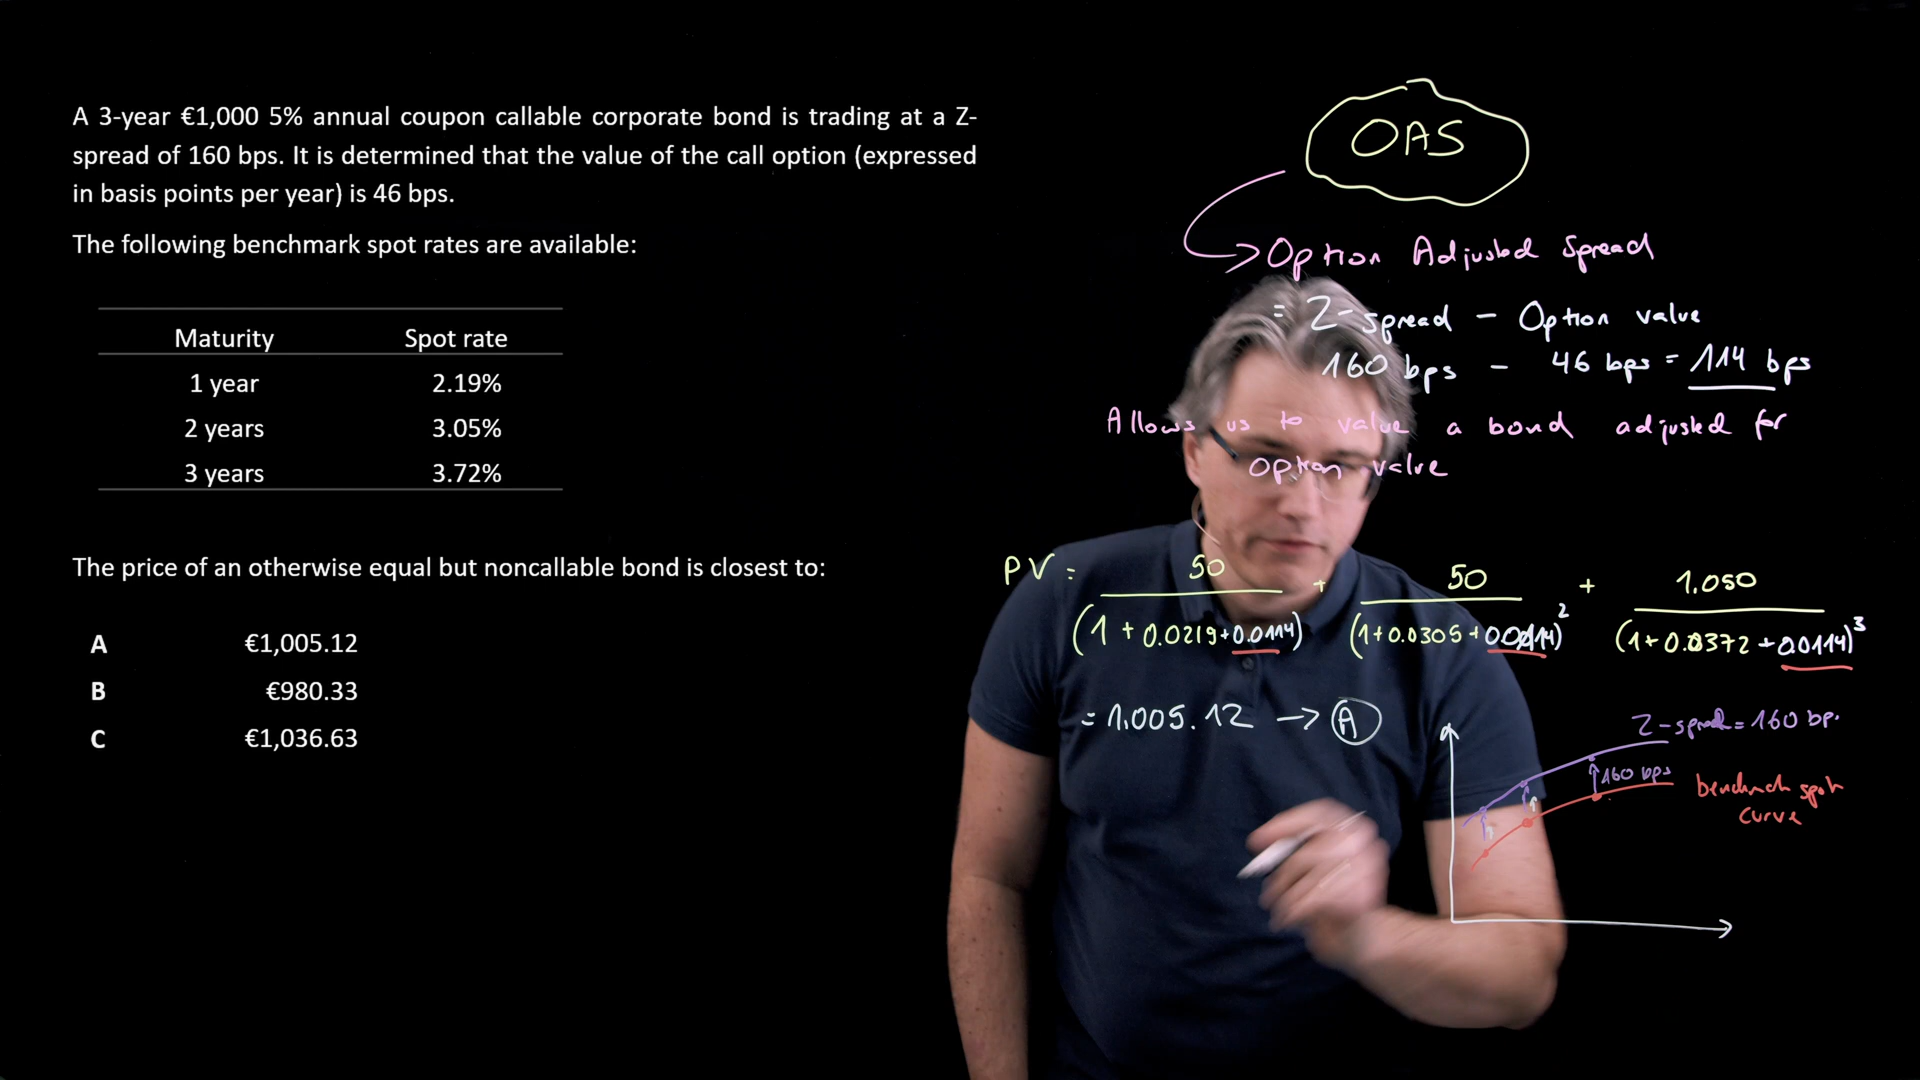 A 3-year €1,000 5% annual coupon callable corporate bond is trading at a Z-
spread of 160 bps. It is determined that the value of the call option (expressed
in basis points per year) is 46 bps.
The following benchmark spot rates are available:
Maturity Spot rate
1 year 2.19%
2 years 3.05%
3 years 3.72%
The price of an otherwise equal but noncallable bond is closest to:
A €1,005.12
B €980.33
C €1,036.63
OAS
Option Adjusted Spread
= Z-spread - Option value
160 bps - 46 bps = 114 bps
Allows us to value a bond adjusted for
option value
PV = 50 + 50 + 1.050
(1 + 0.0219 + 0.0114) (1 + 0.0305 + 0.0114)² (1 + 0.0372 + 0.0114)³
= 1.005.12 → A
Z-spread = 160 bp.
160 bps
benchmark spot
curve